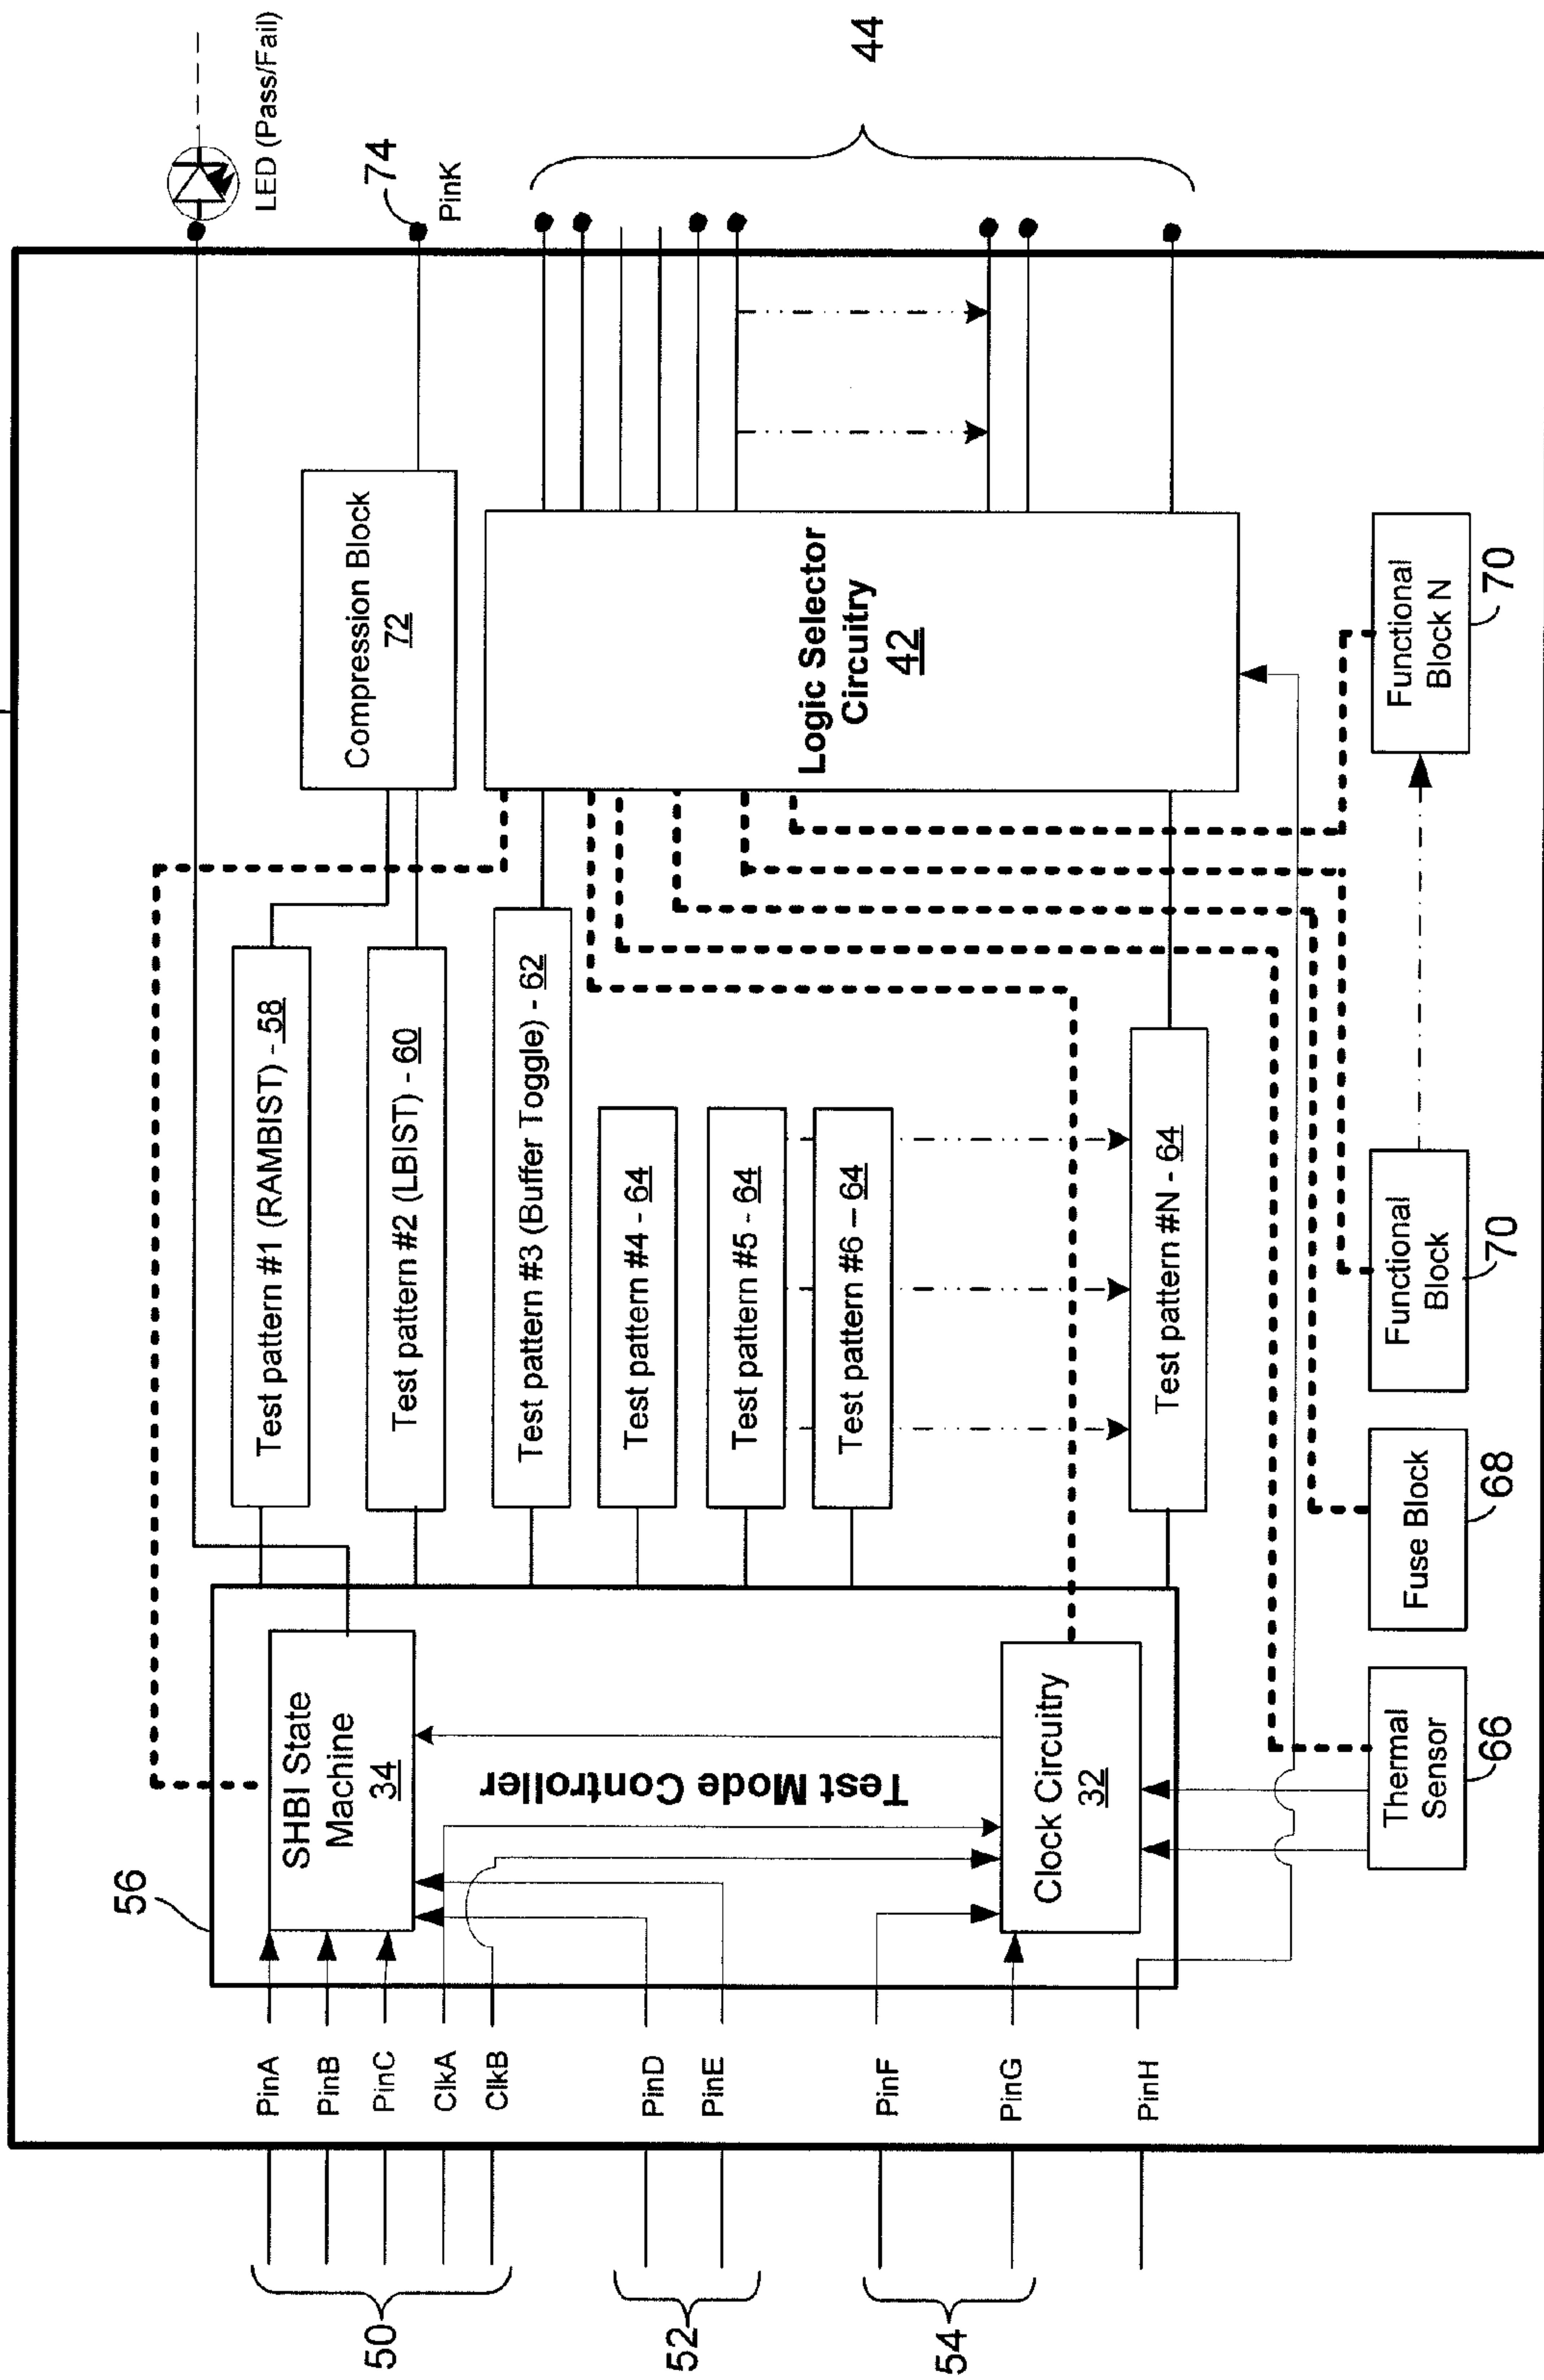 LED (Pass/Fail)
74
PinK
44
Compression Block
72
Logic Selector
Circuitry
42
Test pattern #1 (RAMBIST) - 58
Test pattern #2 (LBIST) - 60
Test pattern #3 (Buffer Toggle) - 62
Test pattern #4 - 64
Test pattern #5 - 64
Test pattern #6 – 64
Test pattern #N - 64
56
SHBI State
Machine
34
Test Mode Controller
Clock Circuitry
32
PinA
PinB
PinC
ClkA
ClkB
PinD
PinE
PinF
PinG
PinH
50
52
54
Thermal
Sensor
66
Fuse Block
68
Functional
Block
70
Functional
Block N
70